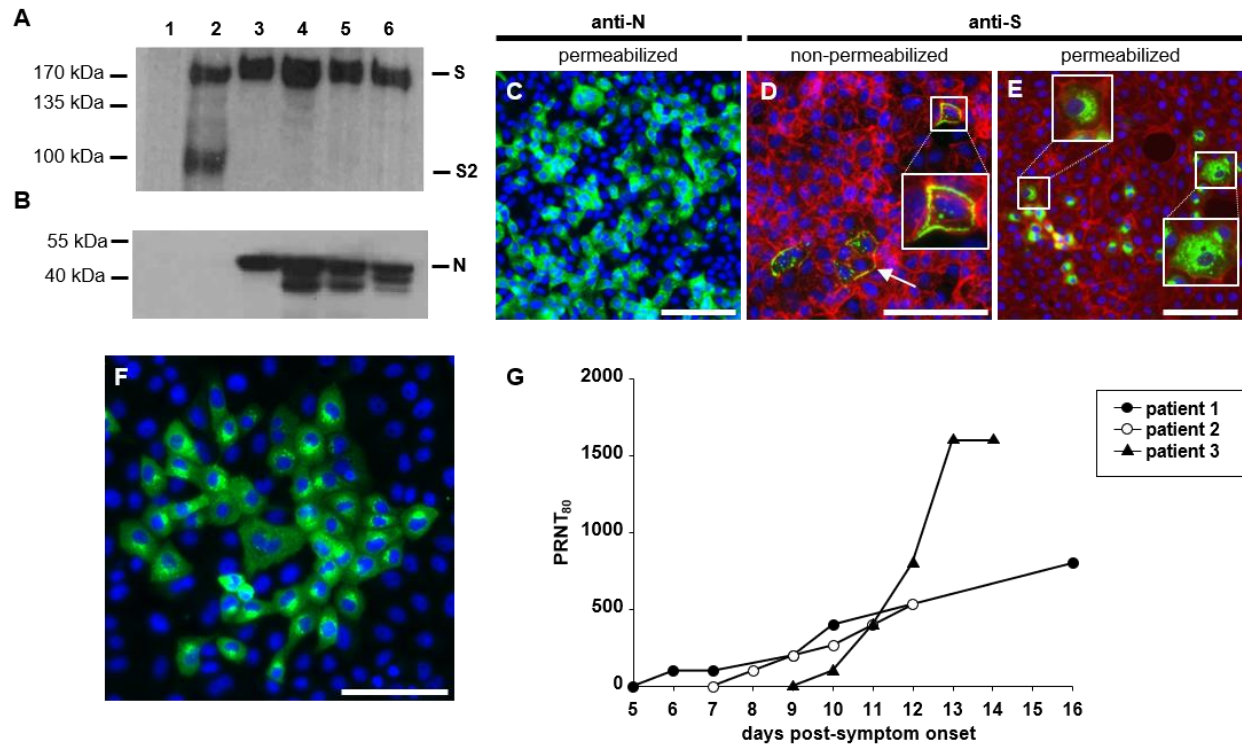 A
1 2 3 4 5 6
170 kDa
135 kDa
100 kDa
S
S2
B
55 kDa
40 kDa
N
anti-N
anti-S
permeabilized
non-permeabilized
permeabilized
C
D
E
F
G
2000
1500
1000
500
0
PRNT80
5 6 7 8 9 10 11 12 13 14 15 16
days post-symptom onset
patient 1
patient 2
patient 3